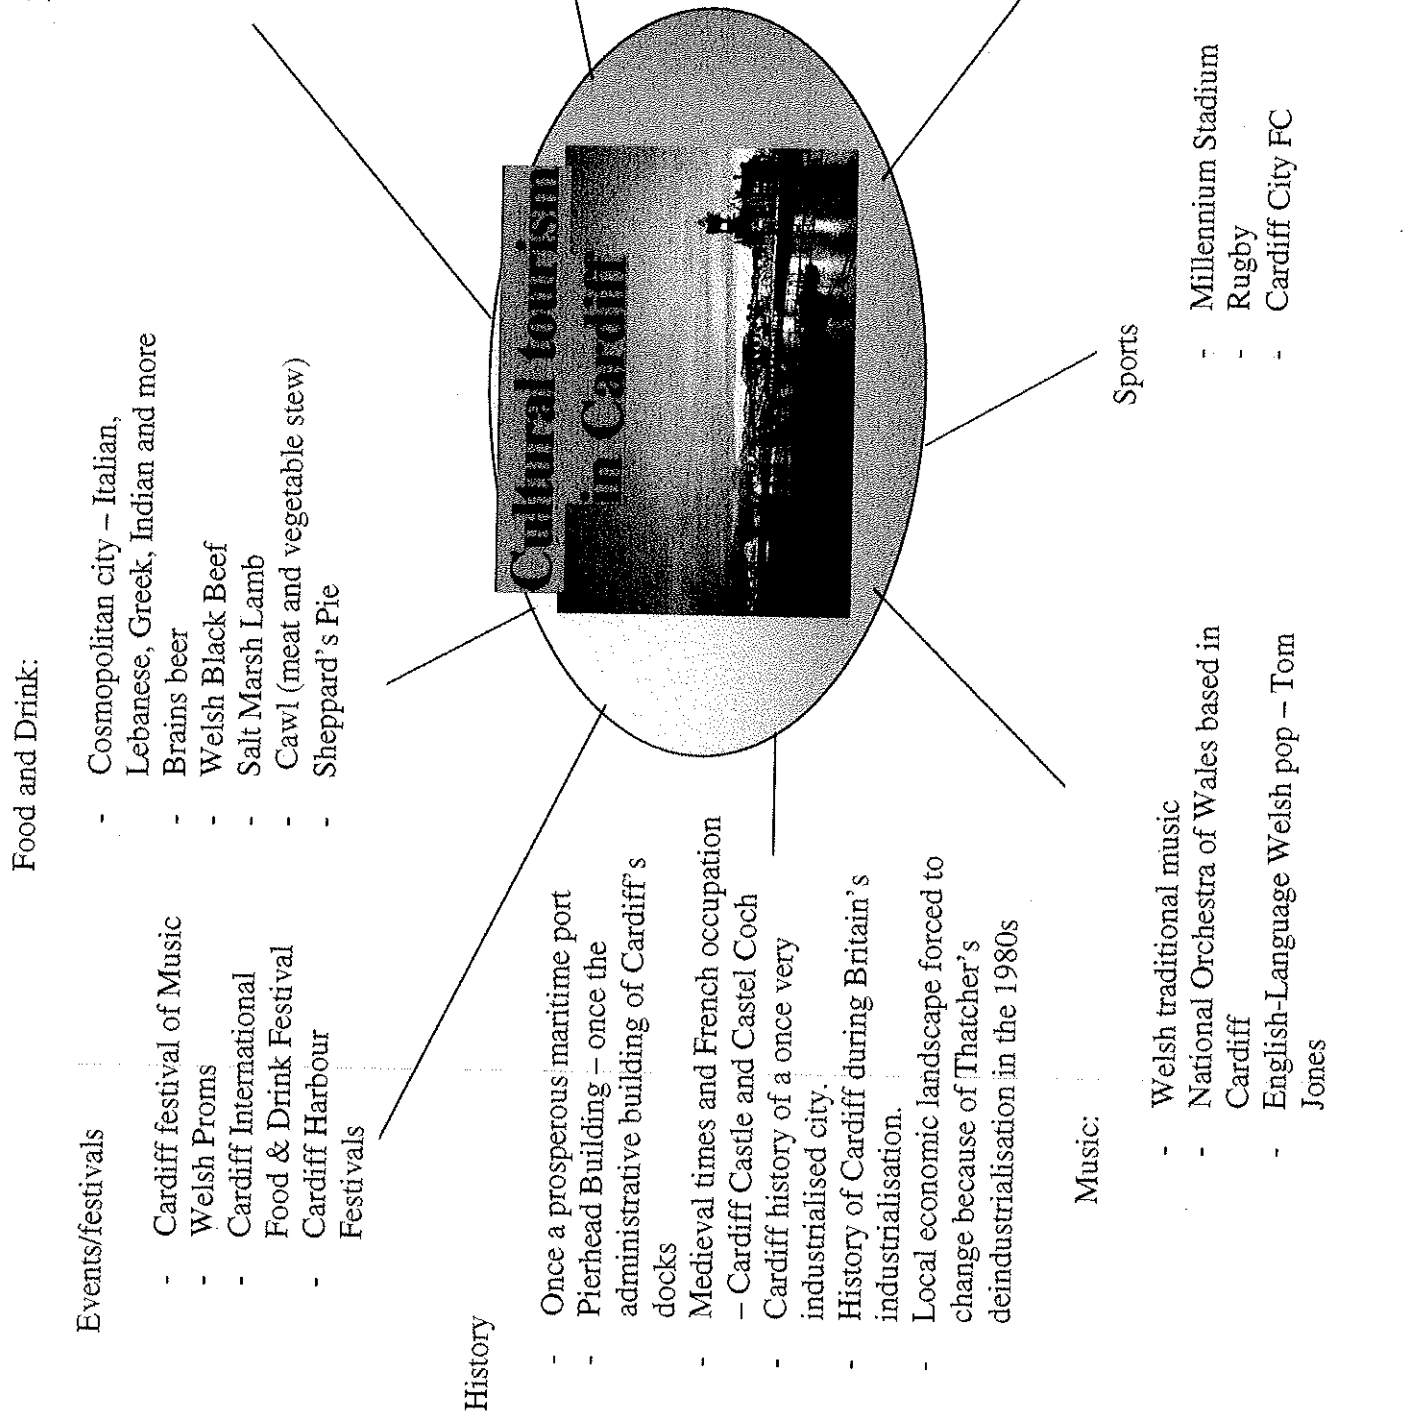 Food and Drink:
- Cosmopolitan city – Italian,
Lebanese, Greek, Indian and more
- Brains beer
- Welsh Black Beef
- Salt Marsh Lamb
- Cawl (meat and vegetable stew)
- Sheppard's Pie
Events/festivals
- Cardiff festival of Music
- Welsh Proms
- Cardiff International
Food & Drink Festival
- Cardiff Harbour
Festivals
Cultural tourism
in Cardiff
History
- Once a prosperous maritime port
- Pierhead Building – once the
administrative building of Cardiff's
docks
- Medieval times and French occupation
– Cardiff Castle and Castel Coch
- Cardiff history of a once very
industrialised city.
- History of Cardiff during Britain's
industrialisation.
- Local economic landscape forced to
change because of Thatcher's
deindustrialisation in the 1980s
Music:
- Welsh traditional music
- National Orchestra of Wales based in
Cardiff
- English-Language Welsh pop – Tom
Jones
Sports
- Millennium Stadium
- Rugby
- Cardiff City FC